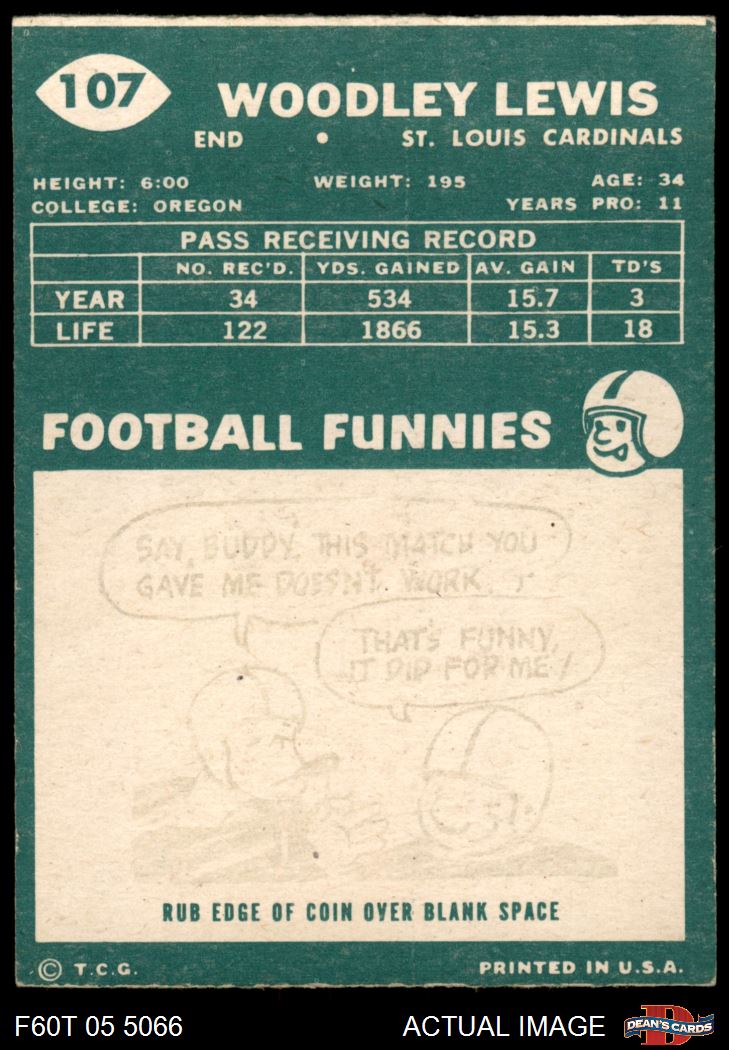 107
WOODLEY LEWIS
END • ST. LOUIS CARDINALS
HEIGHT: 6:00 WEIGHT: 195 AGE: 34
COLLEGE: OREGON YEARS PRO: 11
PASS RECEIVING RECORD
NO. REC'D. YDS. GAINED AV. GAIN TD'S
YEAR 34 534 15.7 3
LIFE 122 1866 15.3 18
FOOTBALL FUNNIES
SAY, BUDDY, THIS MATCH YOU
GAVE ME DOESN'T WORK.
THAT'S FUNNY,
IT DID FOR ME!
RUB EDGE OF COIN OVER BLANK SPACE
© T.C.G. PRINTED IN U.S.A.
F60T 05 5066 ACTUAL IMAGE
D
DEAN'S CARDS